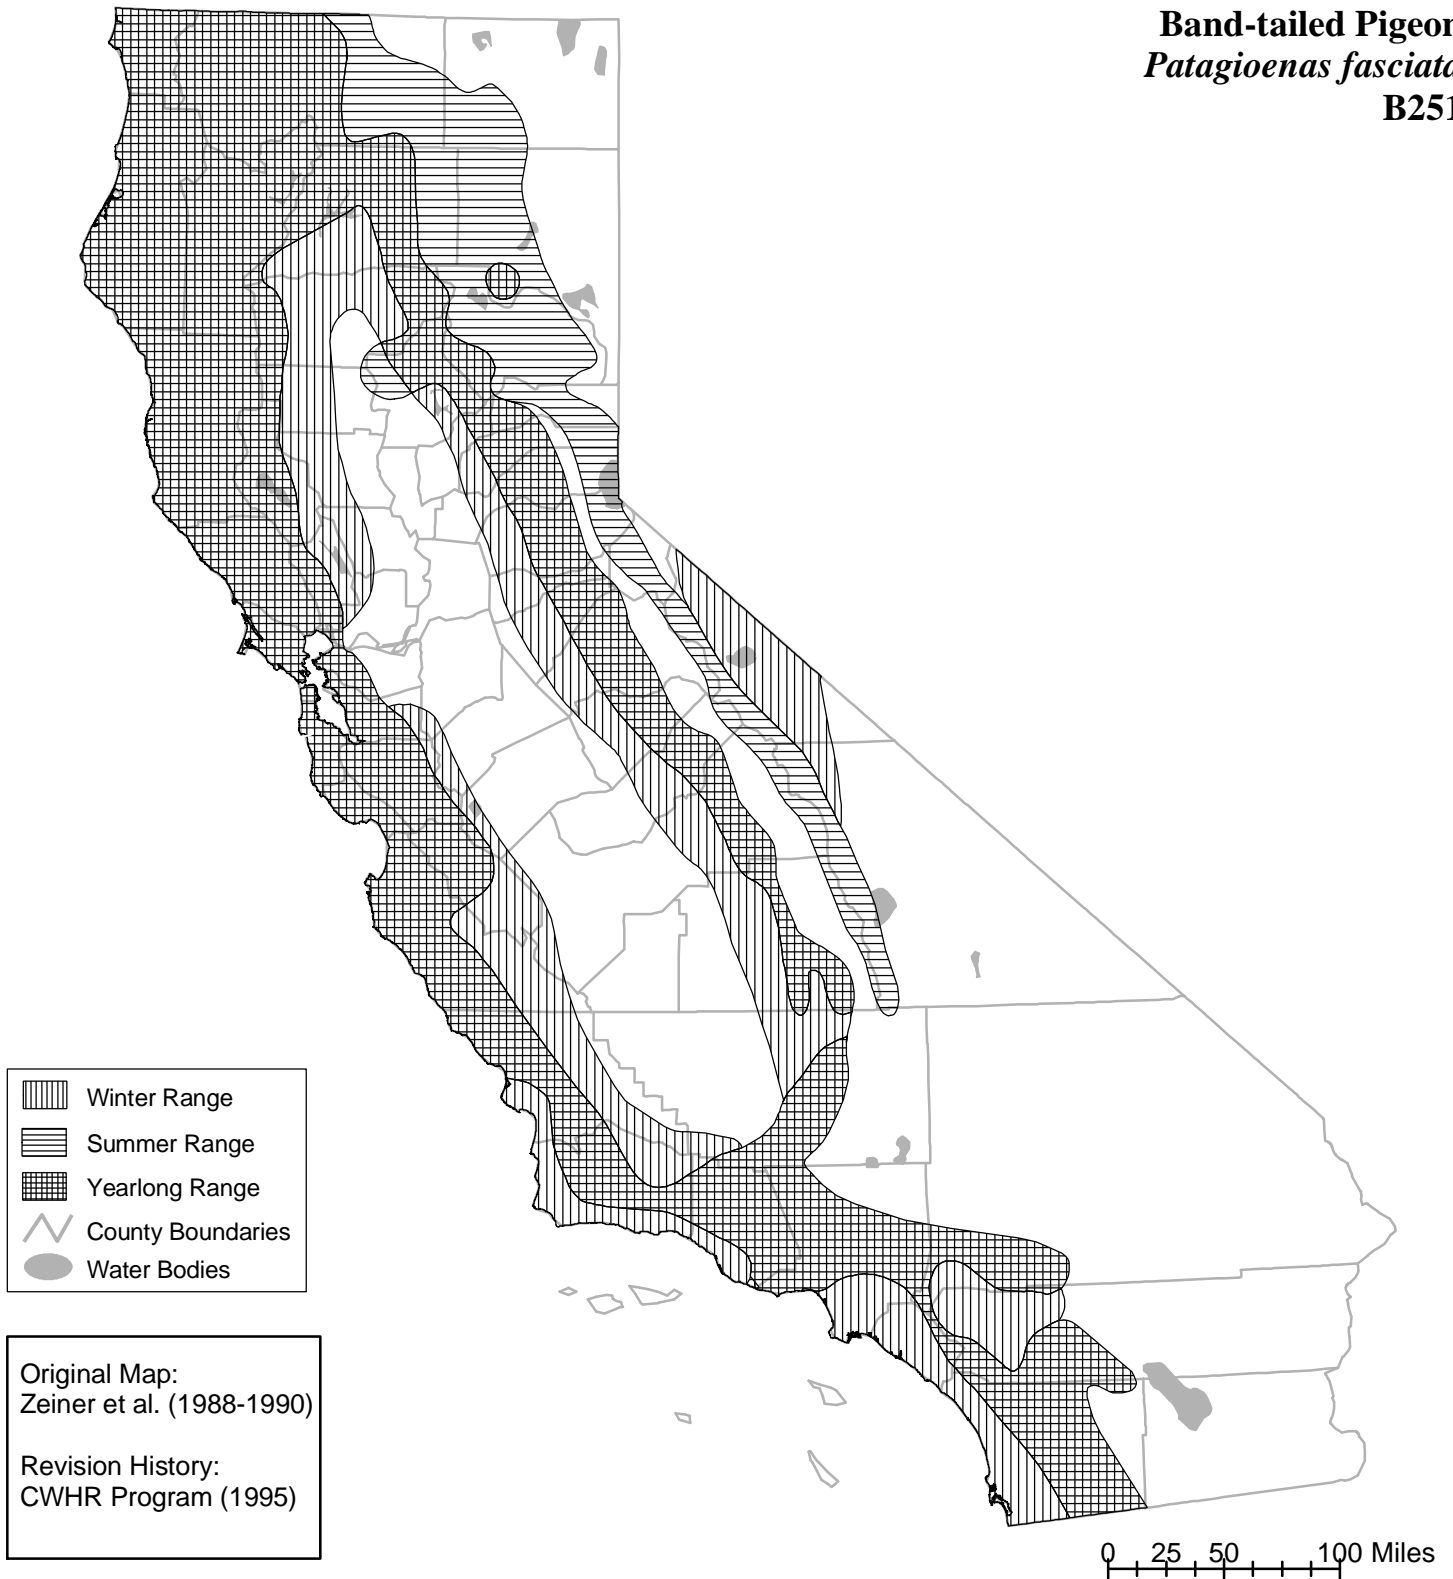 Band-tailed Pigeon
Patagioenas fasciata
B251
Winter Range
Summer Range
Yearlong Range
County Boundaries
Water Bodies
Original Map:
Zeiner et al. (1988-1990)
Revision History:
CWHR Program (1995)
0 25 50 100 Miles